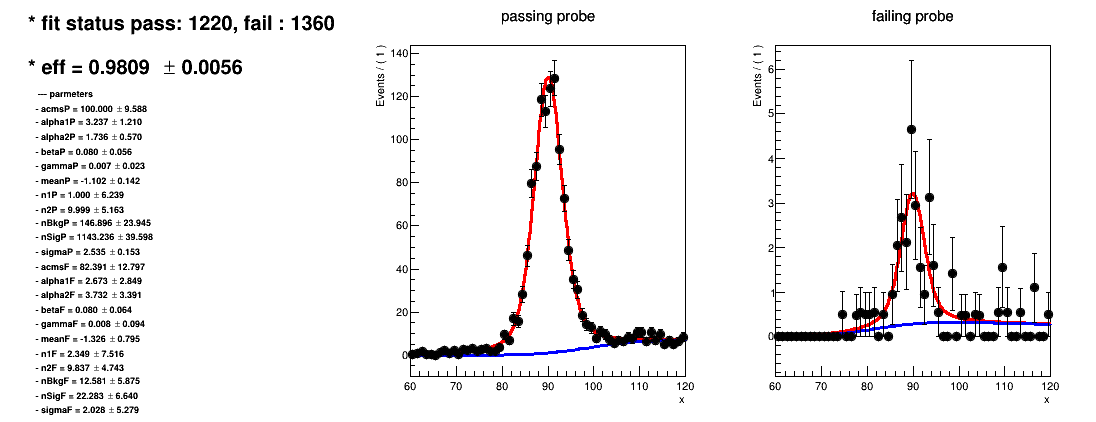 * fit status pass: 1220, fail : 1360
* eff = 0.9809 ± 0.0056
--- parmeters
- acmsP = 100.000 ± 9.588
- alpha1P = 3.237 ± 1.210
- alpha2P = 1.736 ± 0.570
- betaP = 0.080 ± 0.056
- gammaP = 0.007 ± 0.023
- meanP = -1.102 ± 0.142
- n1P = 1.000 ± 6.239
- n2P = 9.999 ± 5.163
- nBkgP = 146.896 ± 23.945
- nSigP = 1143.236 ± 39.598
- sigmaP = 2.535 ± 0.153
- acmsF = 82.391 ± 12.797
- alpha1F = 2.673 ± 2.849
- alpha2F = 3.732 ± 3.391
- betaF = 0.080 ± 0.064
- gammaF = 0.008 ± 0.094
- meanF = -1.326 ± 0.795
- n1F = 2.349 ± 7.516
- n2F = 9.837 ± 4.743
- nBkgF = 12.581 ± 5.875
- nSigF = 22.283 ± 6.640
- sigmaF = 2.028 ± 5.279
passing probe
Events / ( 1 )
140
120
100
80
60
40
20
0
60 70 80 90 100 110 120
x
failing probe
Events / ( 1 )
6
5
4
3
2
1
0
60 70 80 90 100 110 120
x